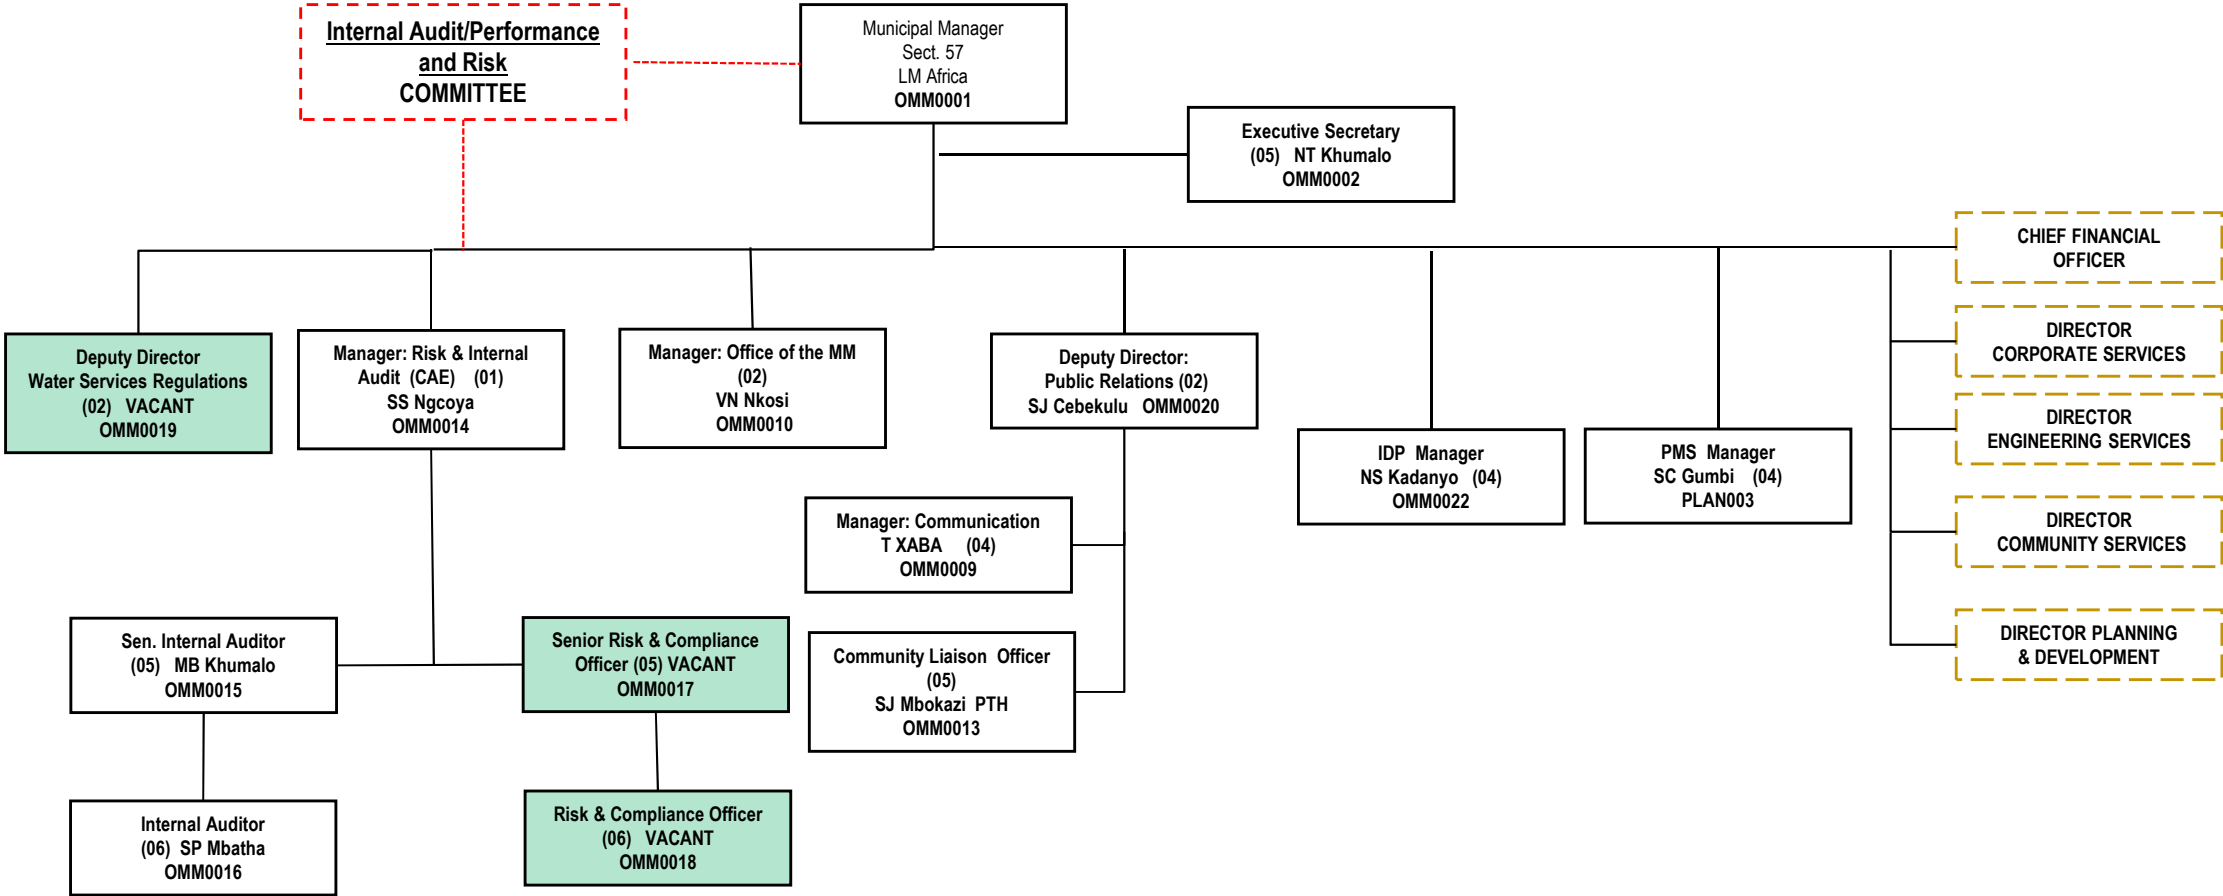 Internal Audit/Performance
and Risk
COMMITTEE
Municipal Manager
Sect. 57
LM Africa
OMM0001
Executive Secretary
(05) NT Khumalo
OMM0002
CHIEF FINANCIAL
OFFICER
DIRECTOR
CORPORATE SERVICES
DIRECTOR
ENGINEERING SERVICES
DIRECTOR
COMMUNITY SERVICES
DIRECTOR PLANNING
& DEVELOPMENT
Deputy Director
Water Services Regulations
(02) VACANT
OMM0019
Manager: Risk & Internal
Audit (CAE) (01)
SS Ngcoya
OMM0014
Manager: Office of the MM
(02)
VN Nkosi
OMM0010
Deputy Director:
Public Relations (02)
SJ Cebekulu OMM0020
IDP Manager
NS Kadanyo (04)
OMM0022
PMS Manager
SC Gumbi (04)
PLAN003
Manager: Communication
T XABA (04)
OMM0009
Community Liaison Officer
(05)
SJ Mbokazi PTH
OMM0013
Sen. Internal Auditor
(05) MB Khumalo
OMM0015
Senior Risk & Compliance
Officer (05) VACANT
OMM0017
Internal Auditor
(06) SP Mbatha
OMM0016
Risk & Compliance Officer
(06) VACANT
OMM0018